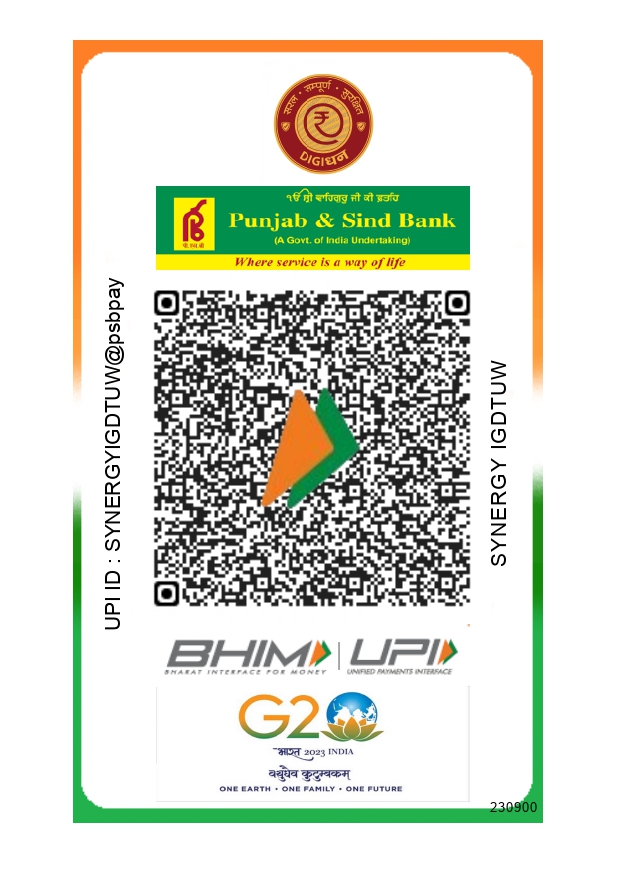 सरल • सम्पूर्ण • सुरक्षित
₹
DIGIधन
ੴ ਸ੍ਰੀ ਵਾਹਿਗੁਰੂ ਜੀ ਕੀ ਫ਼ਤਹਿ
Punjab & Sind Bank
(A Govt. of India Undertaking)
पी.एस.बी
Where service is a way of life
UPI ID : SYNERGYIGDTUW@psbpay
SYNERGY IGDTUW
BHIM
BHARAT INTERFACE FOR MONEY
UPI
UNIFIED PAYMENTS INTERFACE
G20
भारत 2023 INDIA
वसुधैव कुटुम्बकम्
ONE EARTH • ONE FAMILY • ONE FUTURE
230900